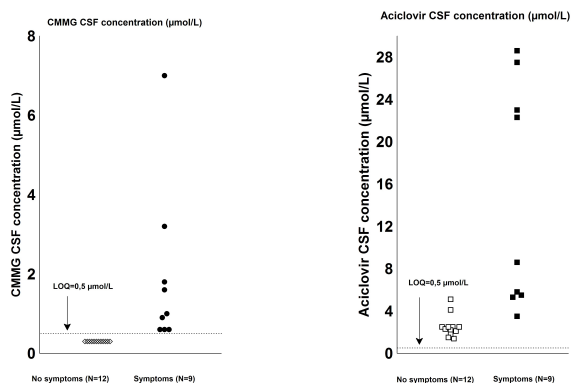 CMMG CSF concentration (µmol/L)
CMMG CSF concentration (µmol/L)
8
6
4
2
0
LOQ=0,5 µmol/L
No symptoms (N=12)
Symptoms (N=9)
Aciclovir CSF concentration (µmol/L)
Aciclovir CSF concentration (µmol/L)
28
24
20
16
12
8
4
0
LOQ=0,5 µmol/L
No symptoms (N=12)
Symptoms (N=9)